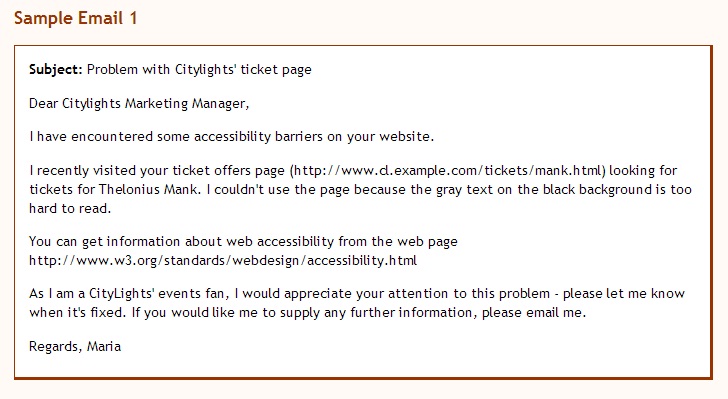 Sample Email 1
Subject: Problem with Citylights' ticket page
Dear Citylights Marketing Manager,
I have encountered some accessibility barriers on your website.
I recently visited your ticket offers page (http://www.cl.example.com/tickets/mank.html) looking for
tickets for Thelonius Mank. I couldn't use the page because the gray text on the black background is too
hard to read.
You can get information about web accessibility from the web page
http://www.w3.org/standards/webdesign/accessibility.html
As I am a CityLights' events fan, I would appreciate your attention to this problem - please let me know
when it's fixed. If you would like me to supply any further information, please email me.
Regards, Maria